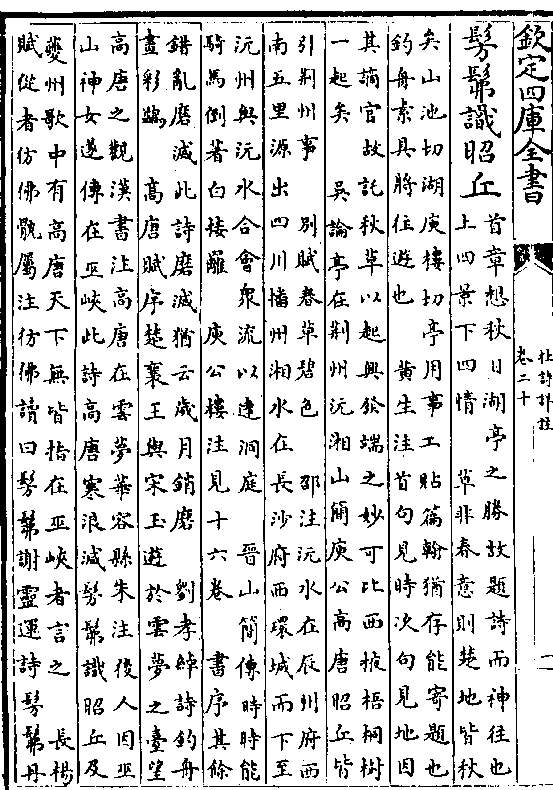 欽定四庫全書
杜詩詳註
卷二十
一
髣髴識昭丘
首章想秋日湖亭之勝故題詩而神往也
上四景下四情 草非春意則楚地皆秋
矣山池切湖庾樓切亭用事工貼篇翰猶存能寄題也
釣舟索具將往遊也 黄生注首句見時次句見地因
其謫官故託秋草以起興發端之妙可比西掖梧桐樹
一起矣 吳論亭在荆州沅湘山簡庾公高唐昭丘皆
引荆州事 别賦春草碧色 邵注沅水在辰州府西
南五里源出四川播州湘水在長沙府西環城而下至
沅州與沅水合會衆流以達洞庭 晉山簡傳時時能
騎馬倒著白接䍦 庾公樓注見十六卷 書序其餘
錯亂磨滅此詩磨滅猶云歲月銷磨 劉孝綽詩釣舟
畫彩鷁 高唐賦序楚襄王與宋玉遊於雲夢之臺望
高唐之觀漢書注高唐在雲夢華容縣朱注後人因巫
山神女遂傳在巫峽此詩高唐寒浪減髣髴識昭丘及
夔州歌中有高唐天下無皆指在巫峽者言之 長楊
賦從者彷彿骫屬注彷彿讀曰髣髴謝靈運詩髣髴丹